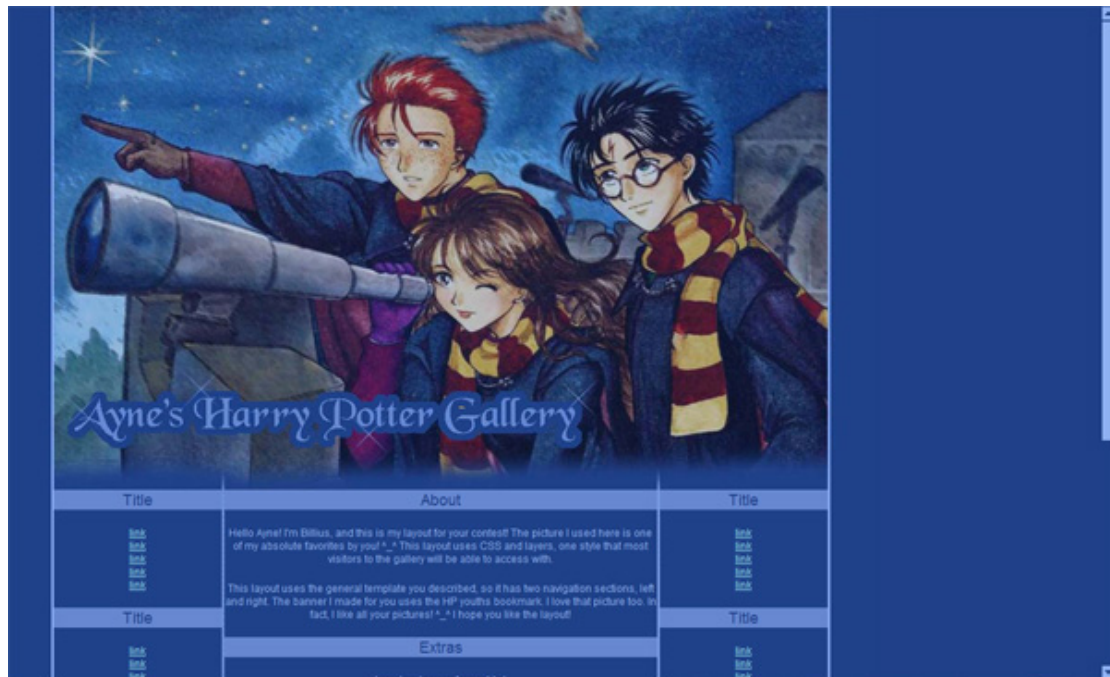 Ayne's Harry Potter Gallery
Title
link
link
link
link
link
Title
link
link
link
About
Hello Ayne! I'm Billius, and this is my layout for your contest! The picture I used here is one
of my absolute favorites by you! ^_^ This layout uses CSS and layers, one style that most
visitors to the gallery will be able to access with.
This layout uses the general template you described, so it has two navigation sections, left
and right. The banner I made for you uses the HP youths bookmark. I love that picture too. In
fact, I like all your pictures! ^_^ I hope you like the layout!
Extras
Title
link
link
link
link
link
Title
link
link
link